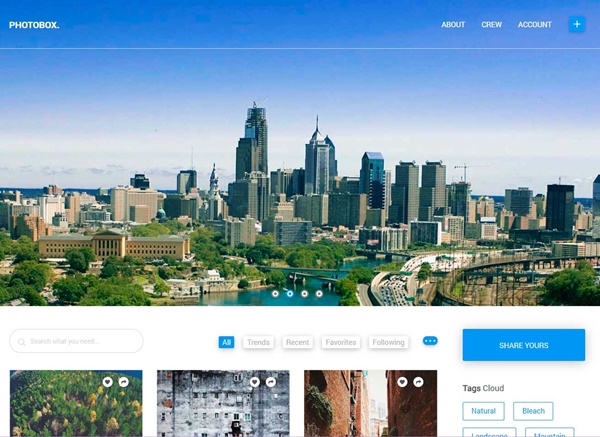 PHOTOBOX.
ABOUT CREW ACCOUNT +
Search what you need...
All Trends Recent Favorites Following
SHARE YOURS
Tags Cloud
Natural Bleach
Landscape Mountain